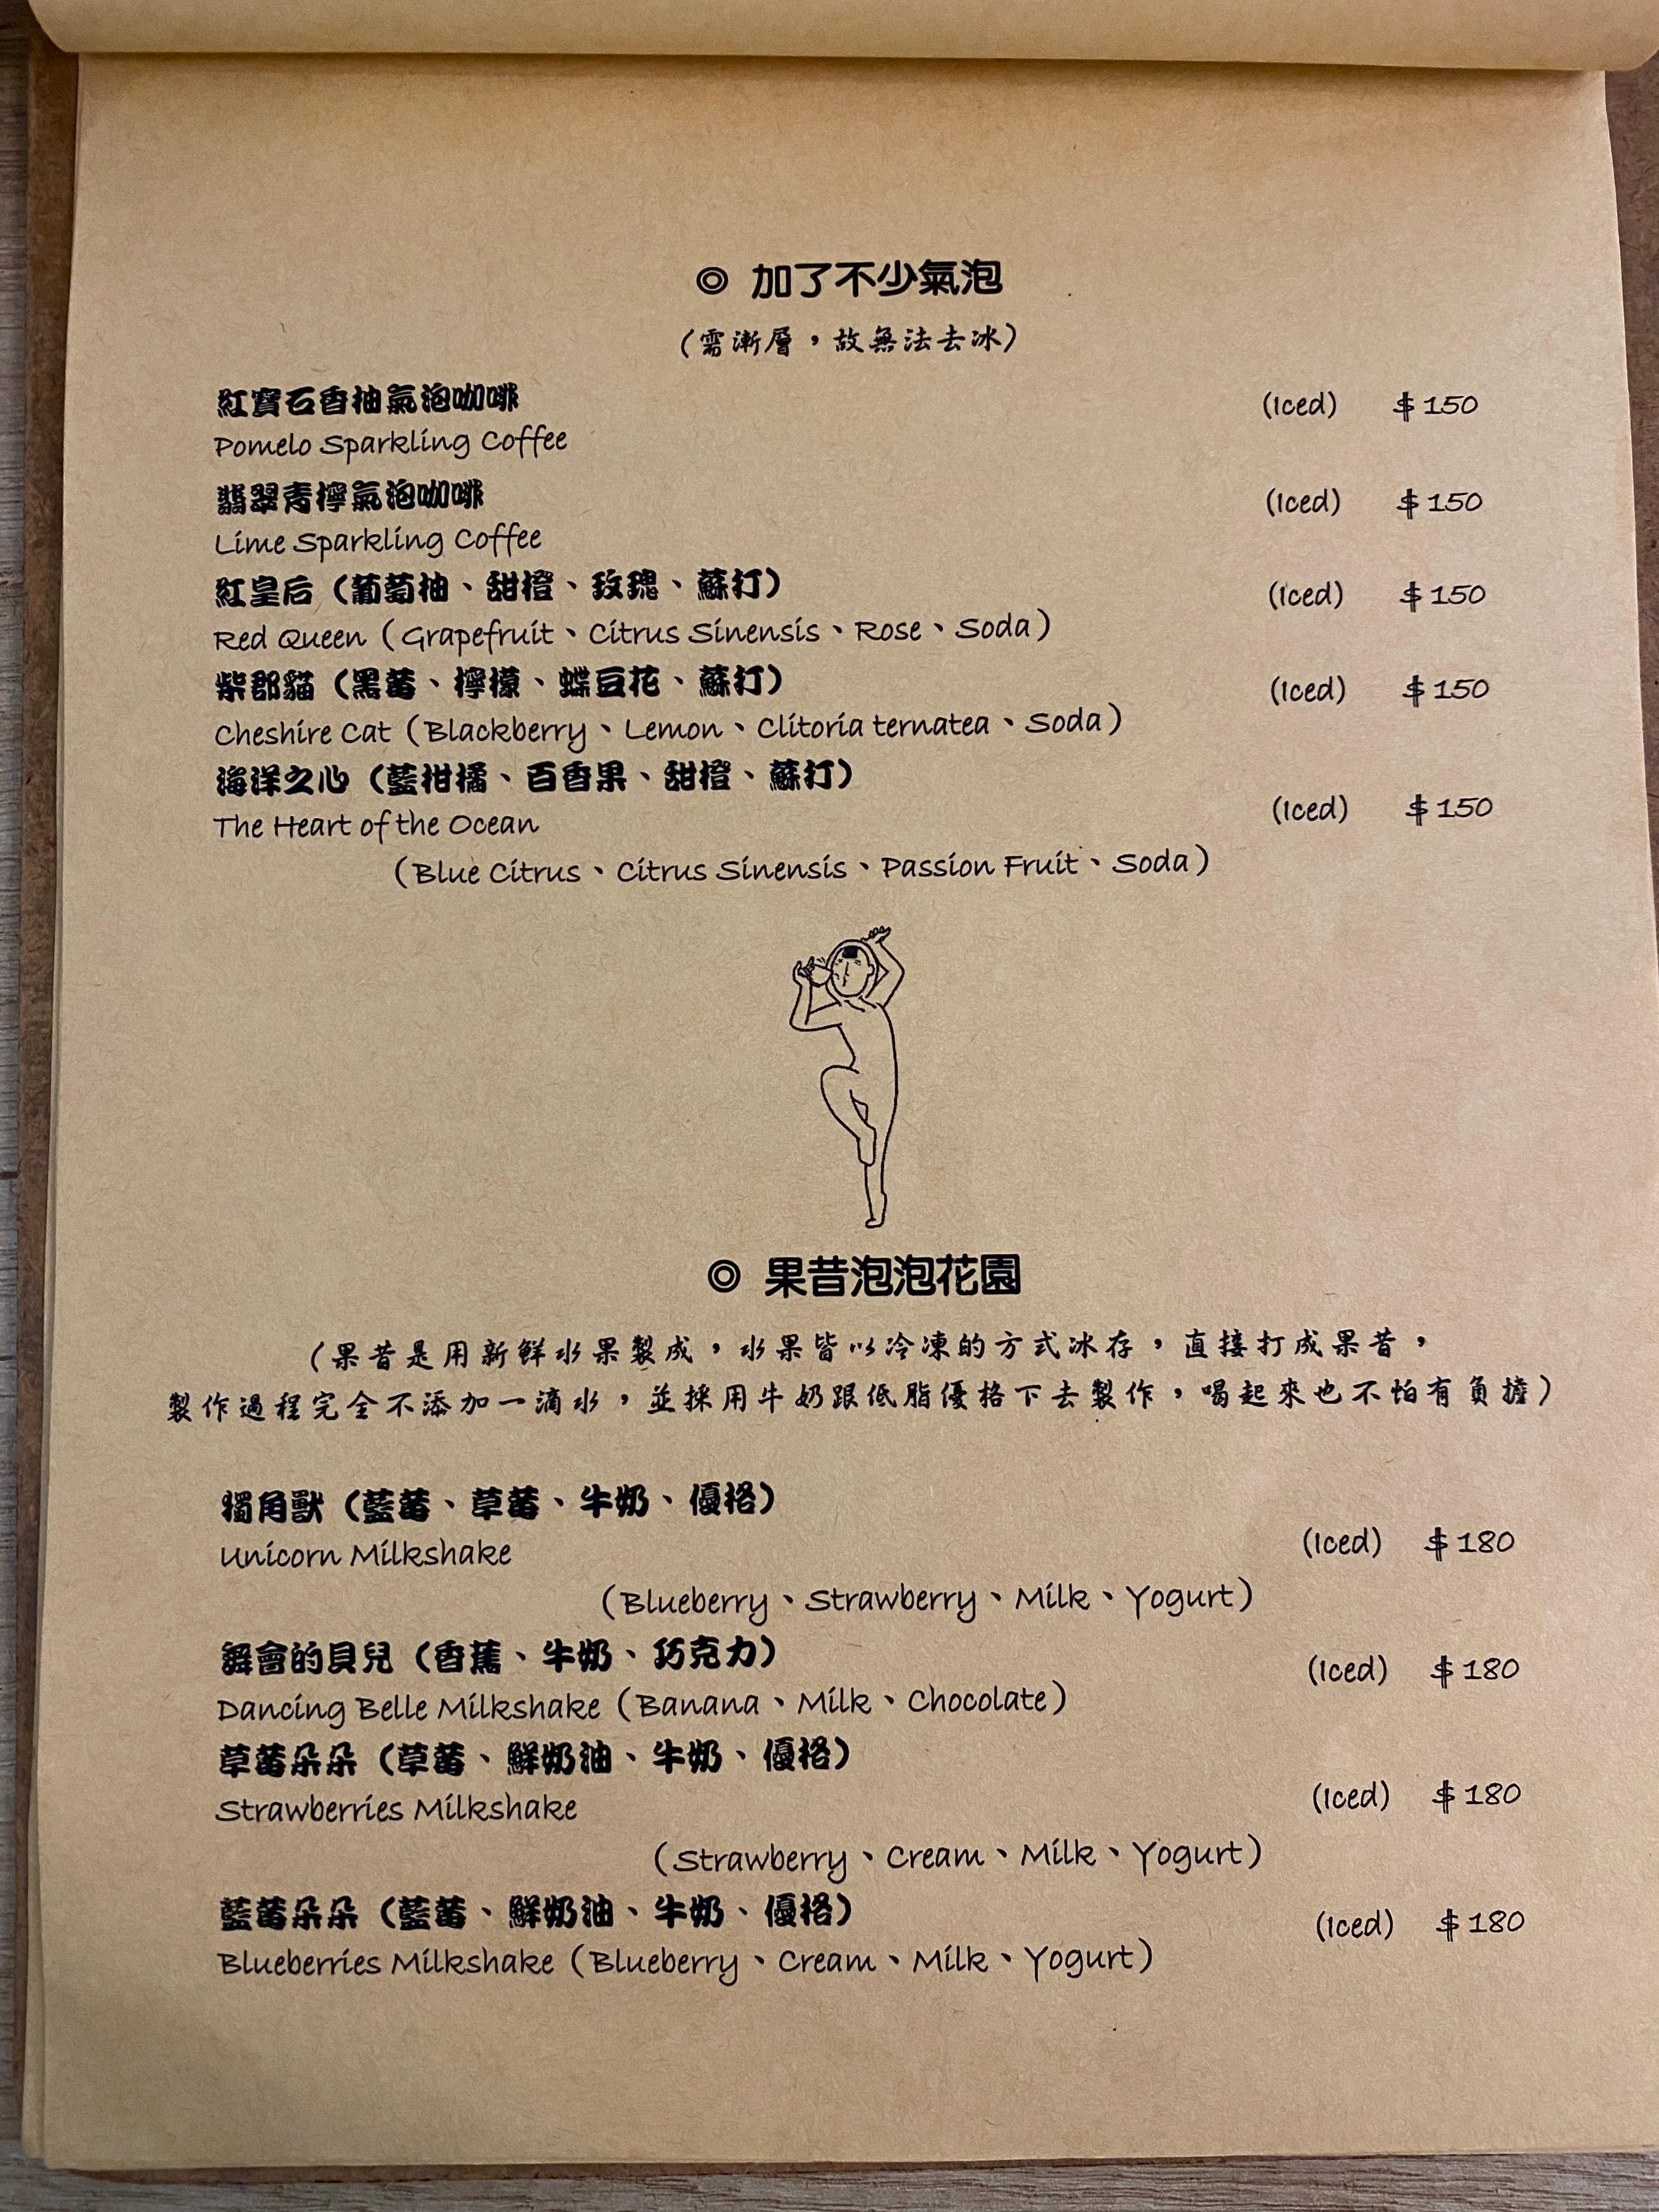 ◎ 加了不少氣泡
（需漸層，故無法去冰）
紅寶石香柚氣泡咖啡 (Iced) $150
Pomelo Sparkling Coffee
翡翠青檸氣泡咖啡 (Iced) $150
Lime Sparkling Coffee
紅皇后（葡萄柚、甜橙、玫瑰、蘇打） (Iced) $150
Red Queen（Grapefruit、Citrus Sinensis、Rose、Soda）
柴郡貓（黑莓、檸檬、蝶豆花、蘇打） (Iced) $150
Cheshire Cat（Blackberry、Lemon、Clitoria ternatea、Soda）
海洋之心（藍柑橘、百香果、甜橙、蘇打）
The Heart of the Ocean (Iced) $150
（Blue Citrus、Citrus Sinensis、Passion Fruit、Soda）
◎ 果昔泡泡花園
（果昔是用新鮮水果製成，水果皆以冷凍的方式冰存，直接打成果昔，
製作過程完全不添加一滴水，並採用牛奶跟低脂優格下去製作，喝起來也不怕有負擔）
獨角獸（藍莓、草莓、牛奶、優格）
Unicorn Milkshake (Iced) $180
（Blueberry、Strawberry、Milk、Yogurt）
舞會的貝兒（香蕉、牛奶、巧克力） (Iced) $180
Dancing Belle Milkshake（Banana、Milk、Chocolate）
草莓朵朵（草莓、鮮奶油、牛奶、優格）
Strawberries Milkshake (Iced) $180
（Strawberry、Cream、Milk、Yogurt）
藍莓朵朵（藍莓、鮮奶油、牛奶、優格） (Iced) $180
Blueberries Milkshake（Blueberry、Cream、Milk、Yogurt）